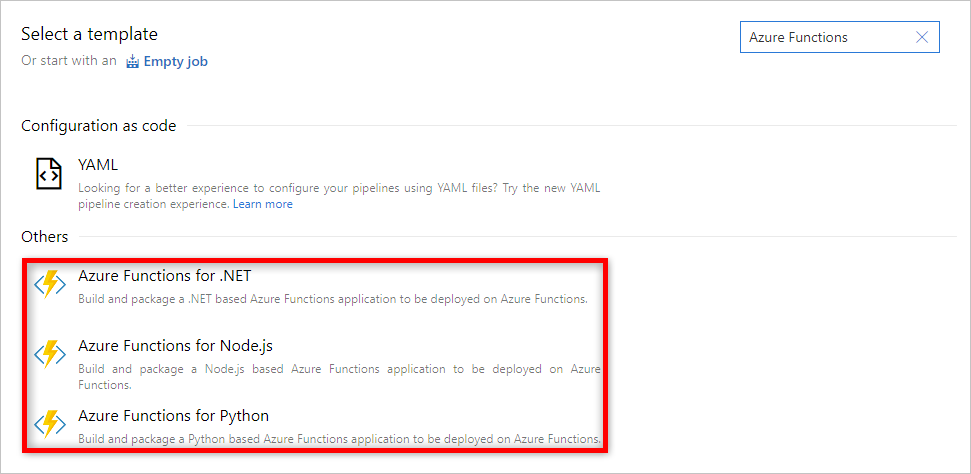 Select a template
Azure Functions
Or start with an Empty job
Configuration as code
YAML
Looking for a better experience to configure your pipelines using YAML files? Try the new YAML
pipeline creation experience. Learn more
Others
Azure Functions for .NET
Build and package a .NET based Azure Functions application to be deployed on Azure Functions.
Azure Functions for Node.js
Build and package a Node.js based Azure Functions application to be deployed on Azure
Functions.
Azure Functions for Python
Build and package a Python based Azure Functions application to be deployed on Azure Functions.